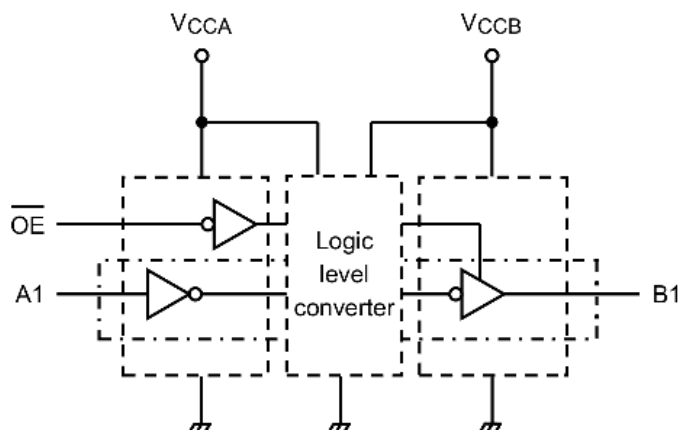 VCCA
VCCB
OE
A1
Logic
level
converter
B1